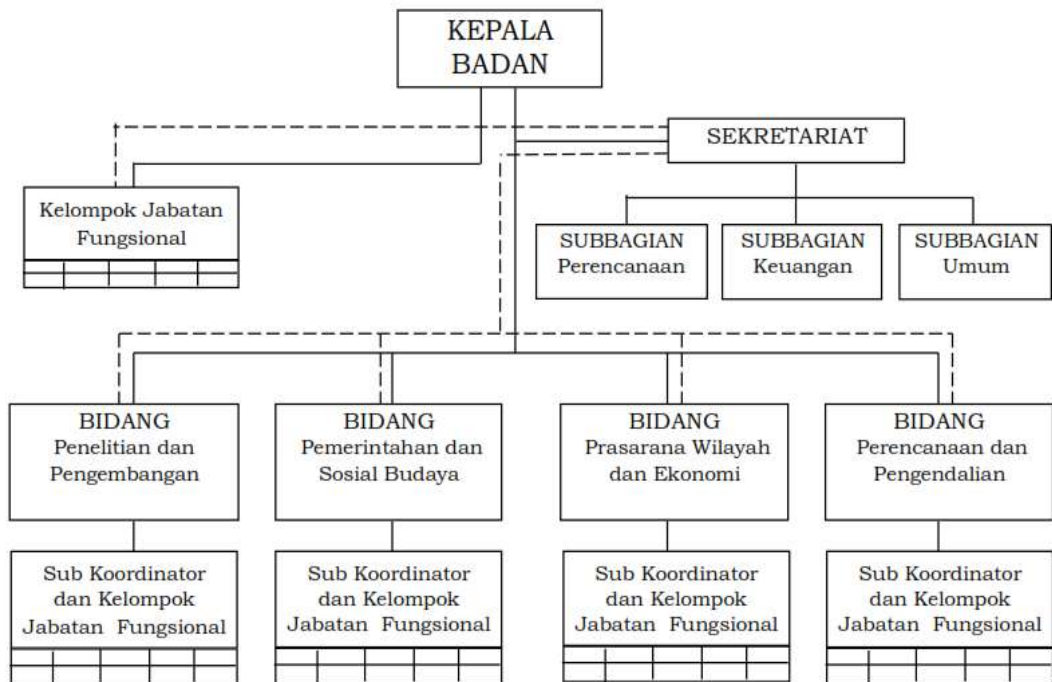 KEPALA
BADAN
SEKRETARIAT
Kelompok Jabatan
Fungsional
SUBBAGIAN
Perencanaan
SUBBAGIAN
Keuangan
SUBBAGIAN
Umum
BIDANG
Penelitian dan
Pengembangan
BIDANG
Pemerintahan dan
Sosial Budaya
BIDANG
Prasarana Wilayah
dan Ekonomi
BIDANG
Perencanaan dan
Pengendalian
Sub Koordinator
dan Kelompok
Jabatan Fungsional
Sub Koordinator
dan Kelompok
Jabatan Fungsional
Sub Koordinator
dan Kelompok
Jabatan Fungsional
Sub Koordinator
dan Kelompok
Jabatan Fungsional